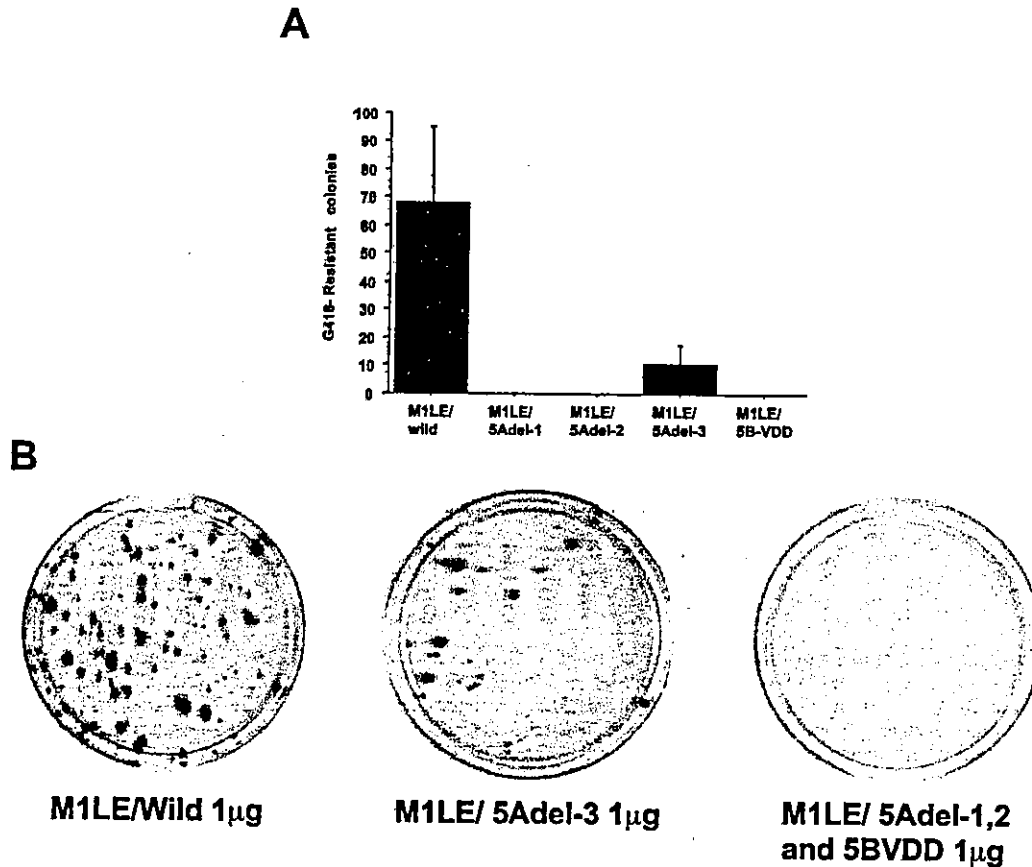 A
G418-Resistant colonies
100
90
80
70
60
50
40
30
20
10
0
M1LE/ wild
M1LE/ 5Adel-1
M1LE/ 5Adel-2
M1LE/ 5Adel-3
M1LE/ 5B-VDD
B
M1LE/Wild 1µg
M1LE/ 5Adel-3 1µg
M1LE/ 5Adel-1,2
and 5BVDD 1µg